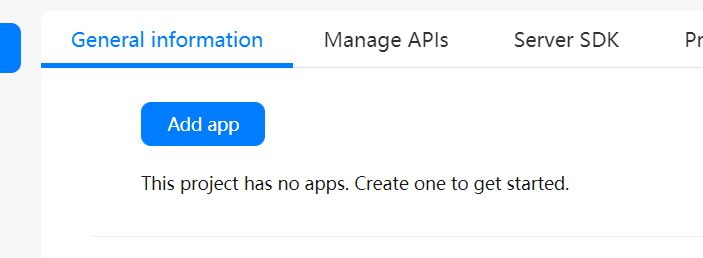 General information Manage APIs Server SDK
Add app
This project has no apps. Create one to get started.